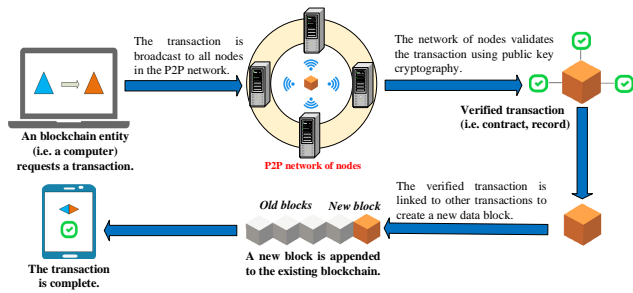 The transaction is
broadcast to all nodes
in the P2P network.
The network of nodes validates
the transaction using public key
cryptography.
An blockchain entity
(i.e. a computer)
requests a transaction.
P2P network of nodes
Verified transaction
(i.e. contract, record)
The verified transaction is
linked to other transactions to
create a new data block.
Old blocks
New block
A new block is appended
to the existing blockchain.
The transaction
is complete.